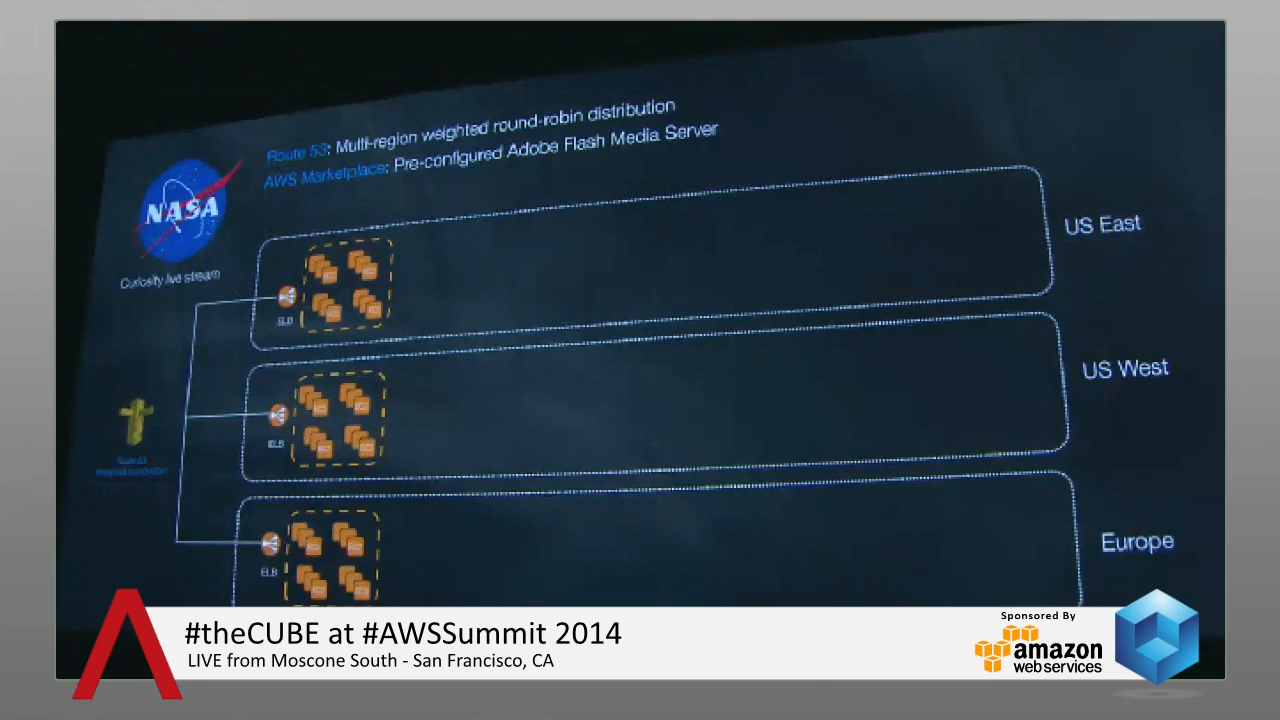 Route 53: Multi-region weighted round-robin distribution
AWS Marketplace: Pre-configured Adobe Flash Media Server
NASA
Curiosity live stream
US East
ELB
US West
ELB
Europe
ELB
#theCUBE at #AWSSummit 2014
LIVE from Moscone South - San Francisco, CA
Sponsored By
amazon
web services